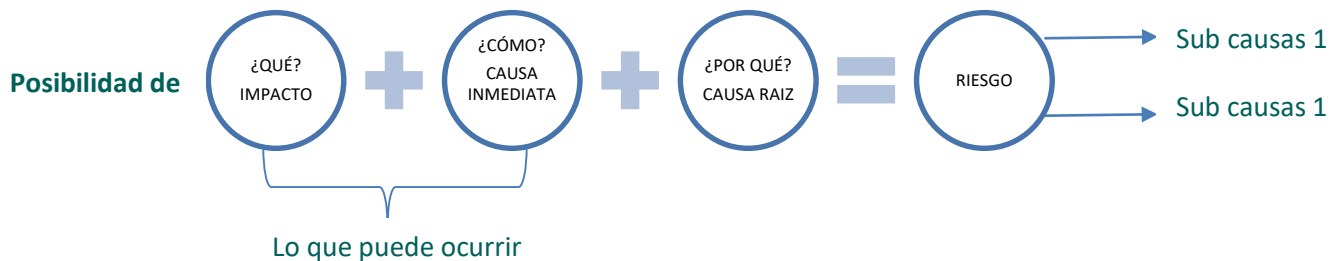 Posibilidad de
¿QUÉ?
IMPACTO
¿CÓMO?
CAUSA
INMEDIATA
¿POR QUÉ?
CAUSA RAIZ
RIESGO
Sub causas 1
Sub causas 1
Lo que puede ocurrir